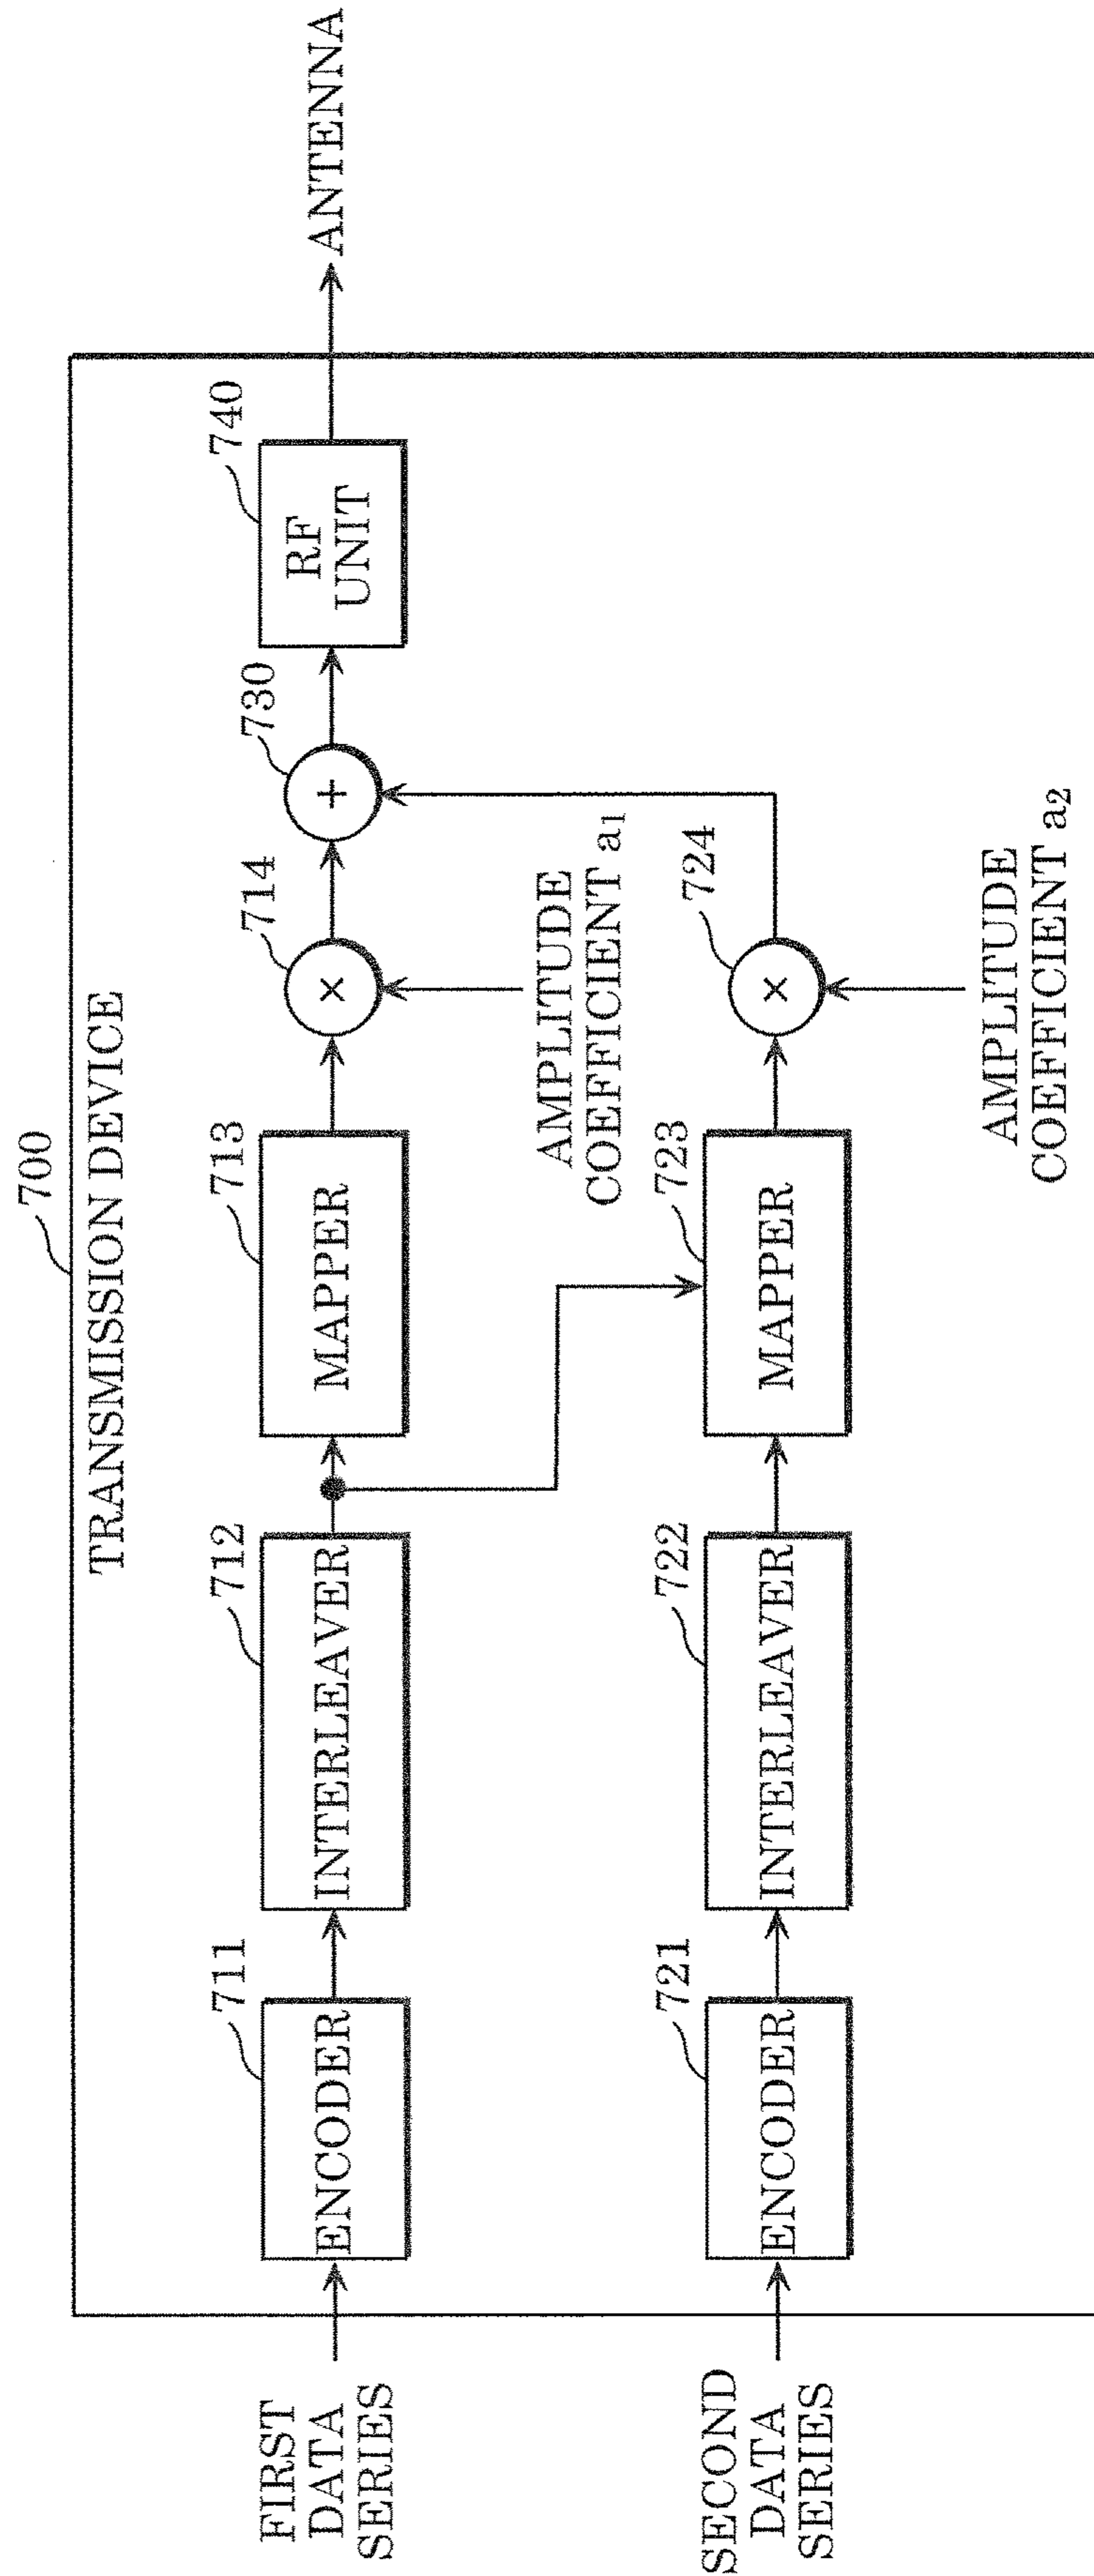 700
TRANSMISSION DEVICE
FIRST
DATA
SERIES
711
ENCODER
712
INTERLEAVER
713
MAPPER
714
×
AMPLITUDE
COEFFICIENT a1
730
+
740
RF
UNIT
ANTENNA
SECOND
DATA
SERIES
721
ENCODER
722
INTERLEAVER
723
MAPPER
724
×
AMPLITUDE
COEFFICIENT a2